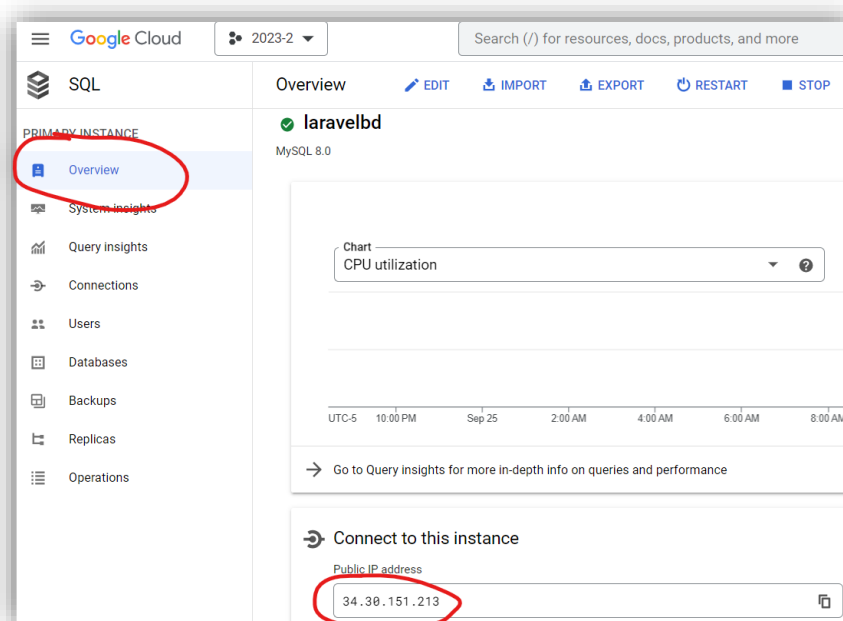 Google Cloud
2023-2
Search (/) for resources, docs, products, and more
SQL
Overview
EDIT
IMPORT
EXPORT
RESTART
STOP
PRIMARY INSTANCE
Overview
System insights
Query insights
Connections
Users
Databases
Backups
Replicas
Operations
laravelbd
MySQL 8.0
Chart
CPU utilization
UTC-5 10:00 PM Sep 25 2:00 AM 4:00 AM 6:00 AM 8:00 AM
Go to Query insights for more in-depth info on queries and performance
Connect to this instance
Public IP address
34.30.151.213